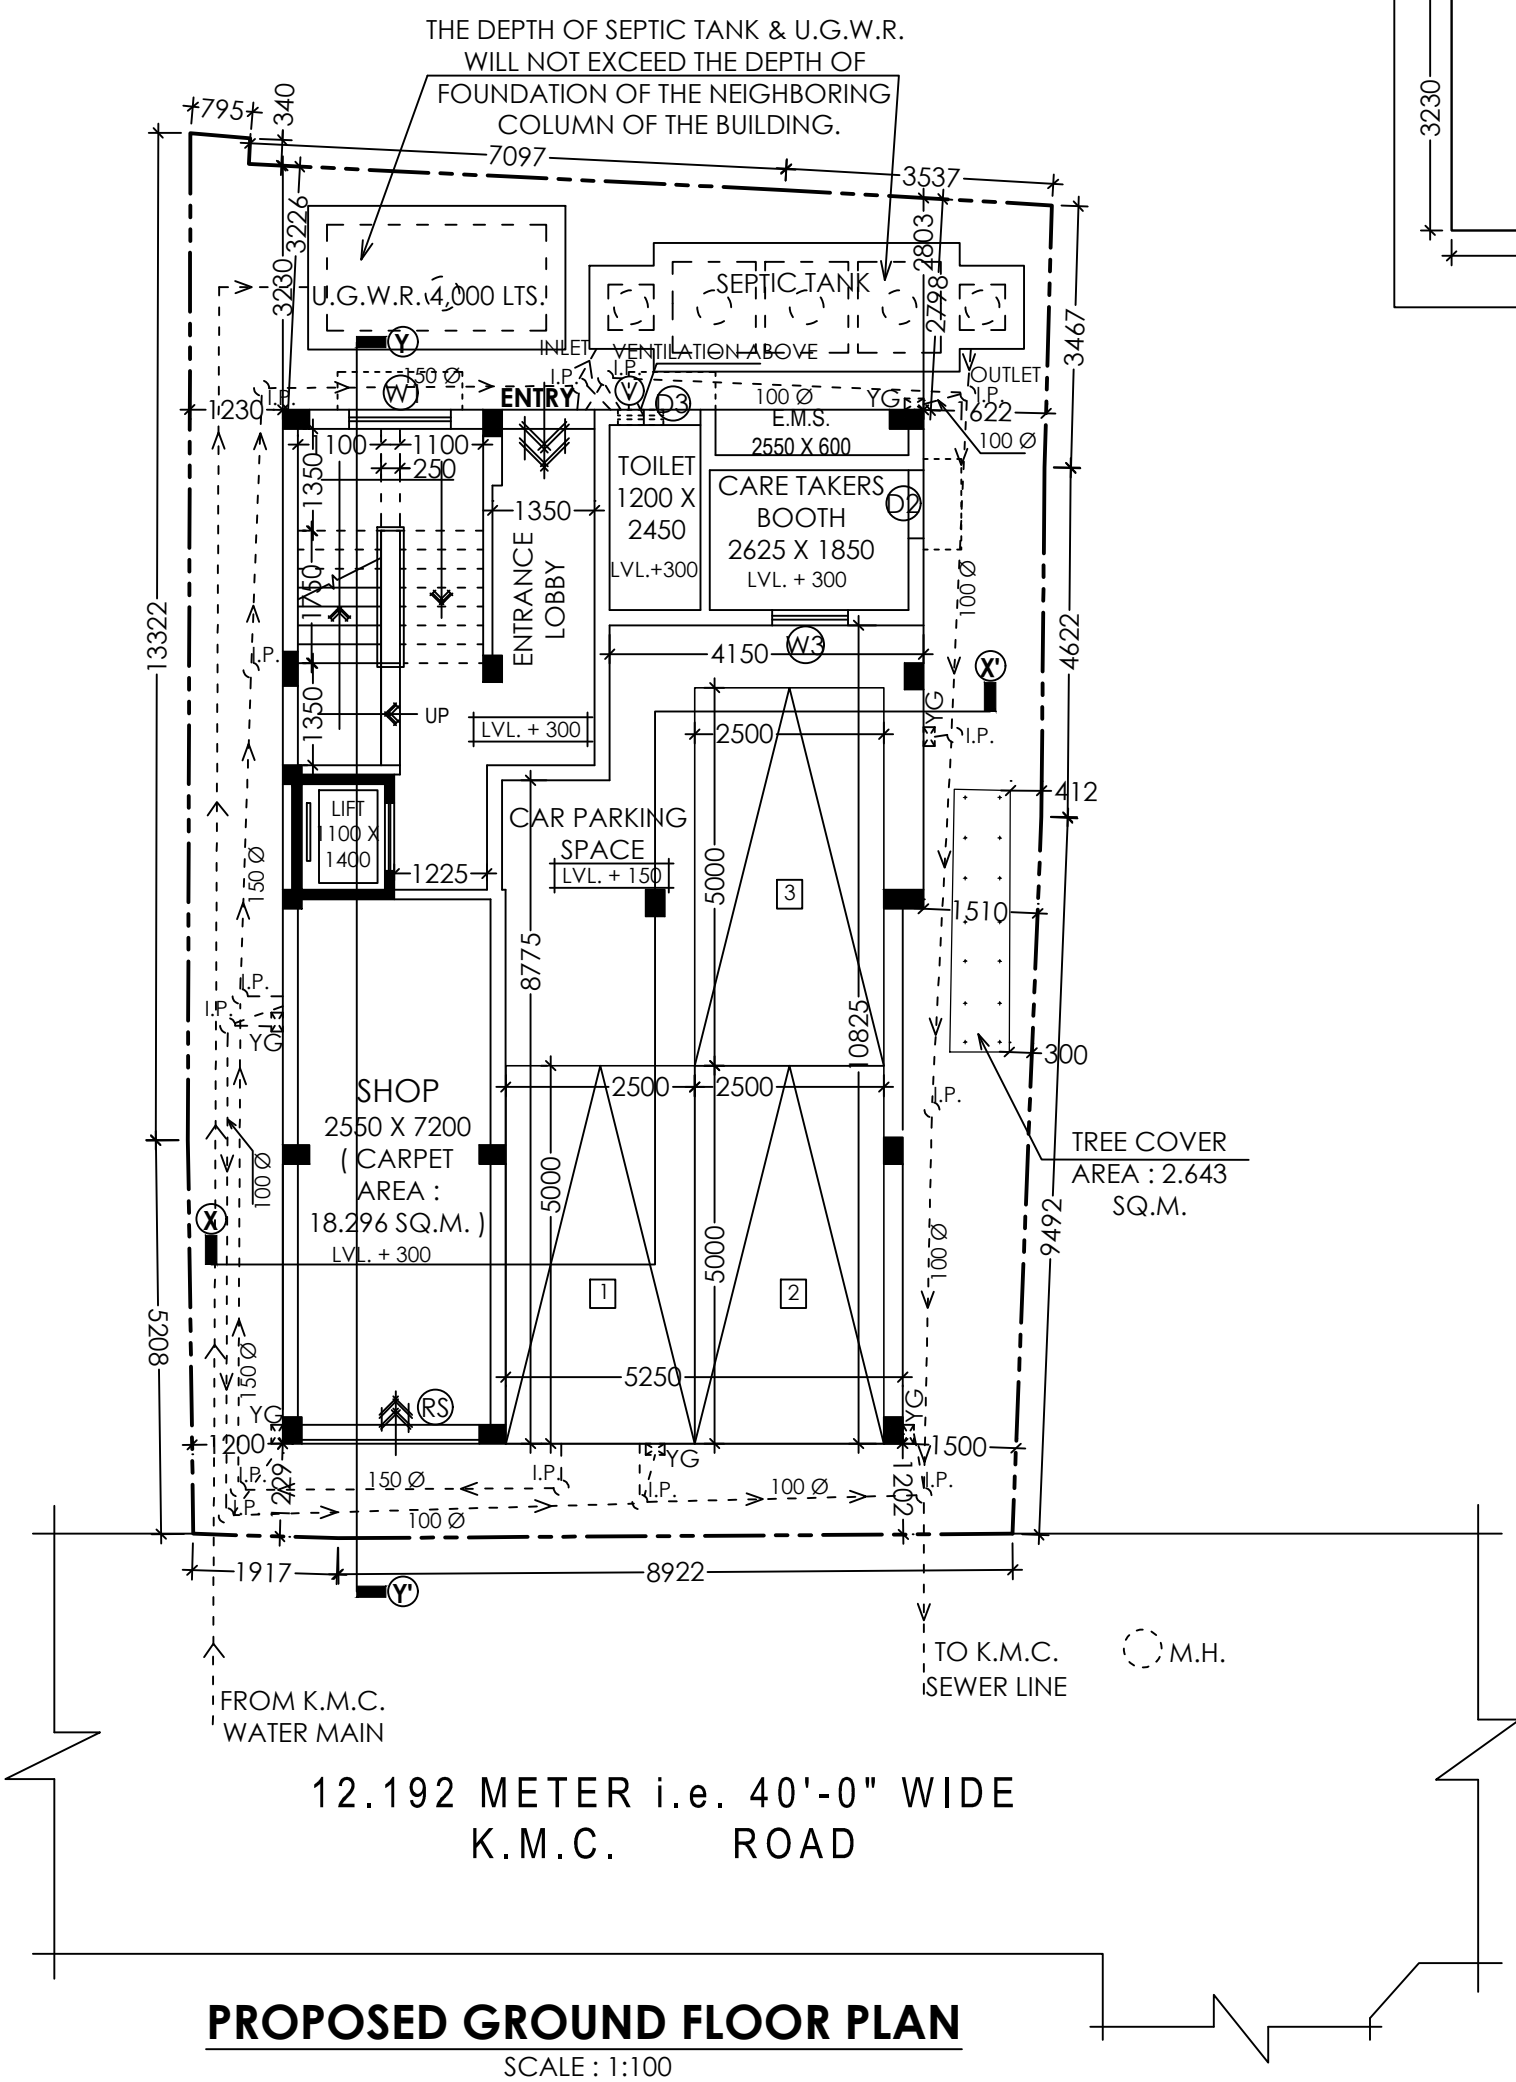 THE DEPTH OF SEPTIC TANK & U.G.W.R.
WILL NOT EXCEED THE DEPTH OF
FOUNDATION OF THE NEIGHBORING
COLUMN OF THE BUILDING.
795
340
7097
3537
3230
3226
3230
2803
2798
U.G.W.R. 4,000 LTS.
SEPTIC TANK
3467
Y
INLET
VENTILATION ABOVE
I.P.
I.P.
OUTLET
I.P.
I.P.
150 Ø
W
ENTRY
V
D3
100 Ø
YG
1230
1622
100 Ø
E.M.S.
2550 X 600
1100
1100
250
1350
TOILET
1200 X
2450
LVL.+300
CARE TAKERS
BOOTH
2625 X 1850
LVL. + 300
D2
1350
ENTRANCE
LOBBY
1750
100 Ø
13322
4622
I.P.
4150
W3
X'
1350
UP
LVL. + 300
2500
YG
I.P.
LIFT
1100 X
1400
CAR PARKING
SPACE
LVL. + 150
412
150 Ø
1225
5000
3
1510
8775
I.P.
I.P.
YG
10825
300
SHOP
2550 X 7200
( CARPET
AREA :
18.296 SQ.M. )
LVL. + 300
2500
2500
I.P.
TREE COVER
AREA : 2.643
SQ.M.
100 Ø
5000
X
5000
9492
100 Ø
1
2
5208
150 Ø
5250
RS
YG
YG
1200
1500
YG
I.P.
1229
150 Ø
I.P.
I.P.
100 Ø
1202
I.P.
I.P.
100 Ø
1917
8922
Y'
TO K.M.C.
SEWER LINE
M.H.
FROM K.M.C.
WATER MAIN
12.192 METER i.e. 40'-0" WIDE
K.M.C. ROAD
PROPOSED GROUND FLOOR PLAN
SCALE : 1:100